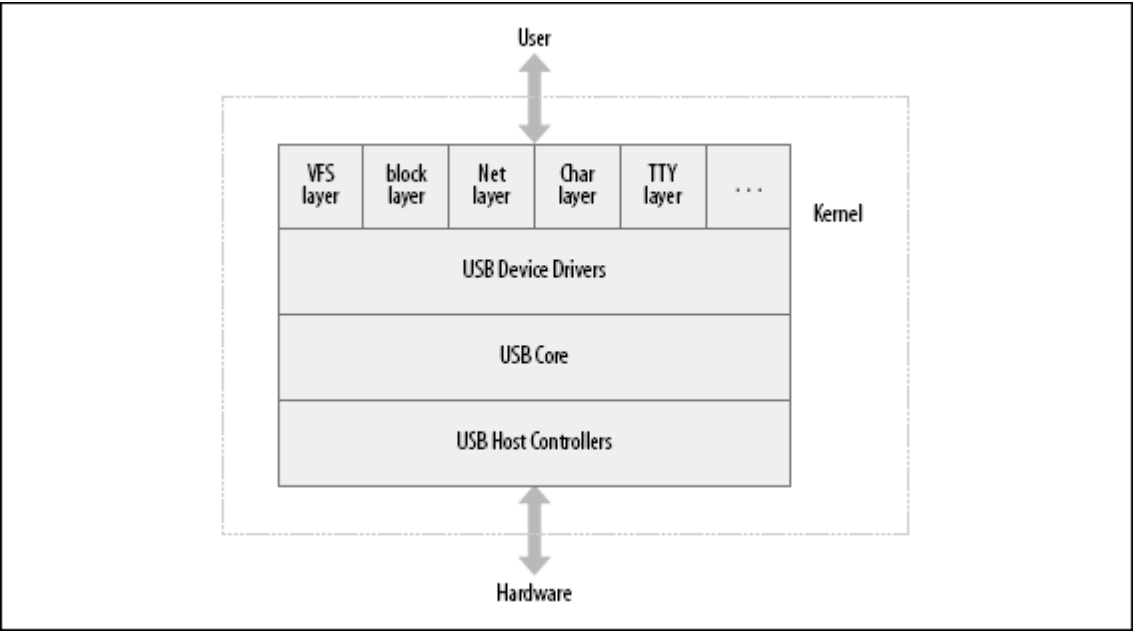 User
VFS layer
block layer
Net layer
Char layer
TTY layer
. . .
Kernel
USB Device Drivers
USB Core
USB Host Controllers
Hardware